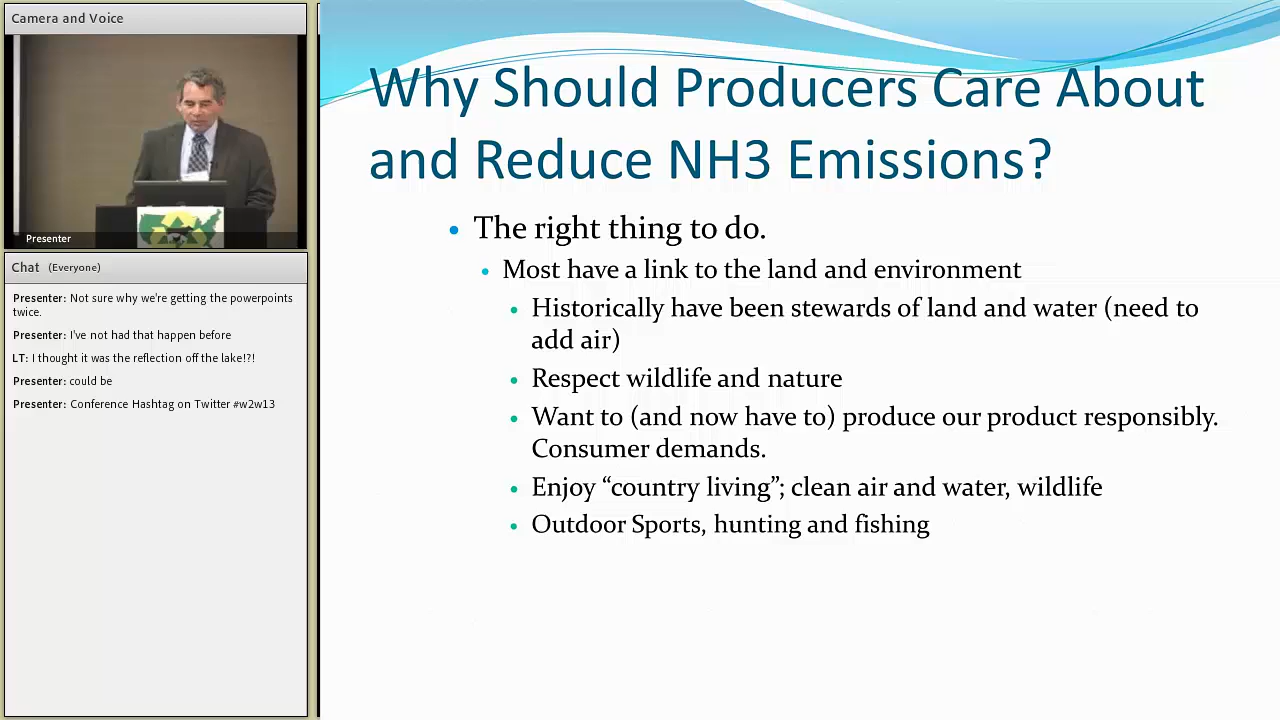 Camera and Voice
Presenter
Chat (Everyone)
Presenter: Not sure why we're getting the powerpoints
twice.
Presenter: I've not had that happen before
LT: I thought it was the reflection off the lake!?!
Presenter: could be
Presenter: Conference Hashtag on Twitter #w2w13
Why Should Producers Care About
and Reduce NH3 Emissions?
• The right thing to do.
• Most have a link to the land and environment
• Historically have been stewards of land and water (need to
add air)
• Respect wildlife and nature
• Want to (and now have to) produce our product responsibly.
Consumer demands.
• Enjoy “country living”; clean air and water, wildlife
• Outdoor Sports, hunting and fishing